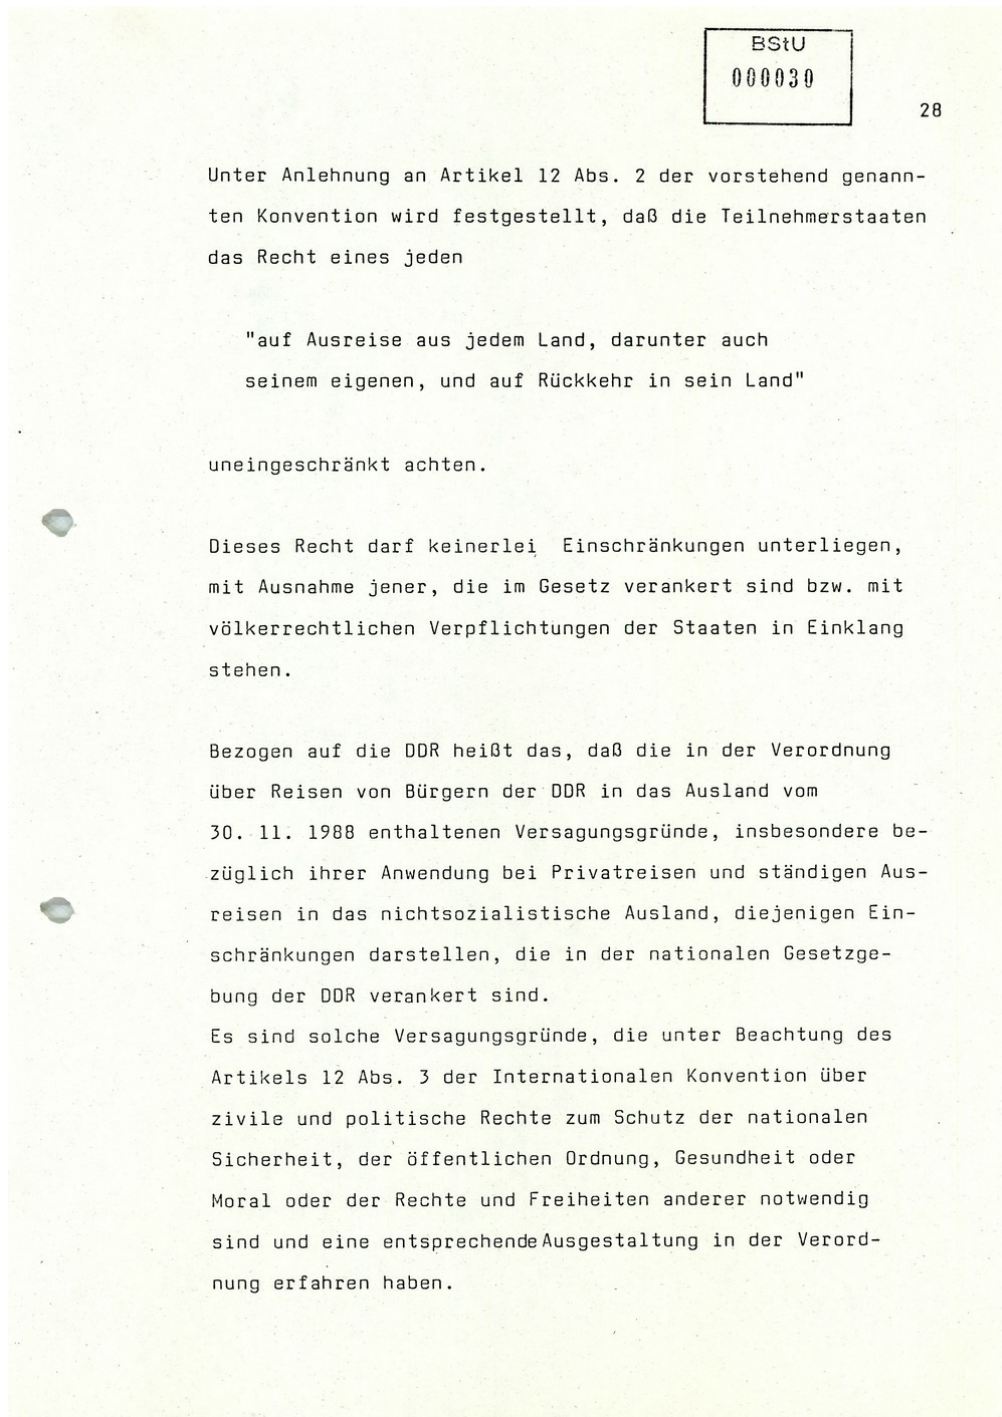 BStU
000030
28
Unter Anlehnung an Artikel 12 Abs. 2 der vorstehend genann-
ten Konvention wird festgestellt, daß die Teilnehmerstaaten
das Recht eines jeden
"auf Ausreise aus jedem Land, darunter auch
seinem eigenen, und auf Rückkehr in sein Land"
uneingeschränkt achten.
Dieses Recht darf keinerlei Einschränkungen unterliegen,
mit Ausnahme jener, die im Gesetz verankert sind bzw. mit
völkerrechtlichen Verpflichtungen der Staaten in Einklang
stehen.
Bezogen auf die DDR heißt das, daß die in der Verordnung
über Reisen von Bürgern der DDR in das Ausland vom
30. 11. 1988 enthaltenen Versagungsgründe, insbesondere be-
züglich ihrer Anwendung bei Privatreisen und ständigen Aus-
reisen in das nichtsozialistische Ausland, diejenigen Ein-
schränkungen darstellen, die in der nationalen Gesetzge-
bung der DDR verankert sind.
Es sind solche Versagungsgründe, die unter Beachtung des
Artikels 12 Abs. 3 der Internationalen Konvention über
zivile und politische Rechte zum Schutz der nationalen
Sicherheit, der öffentlichen Ordnung, Gesundheit oder
Moral oder der Rechte und Freiheiten anderer notwendig
sind und eine entsprechende Ausgestaltung in der Verord-
nung erfahren haben.